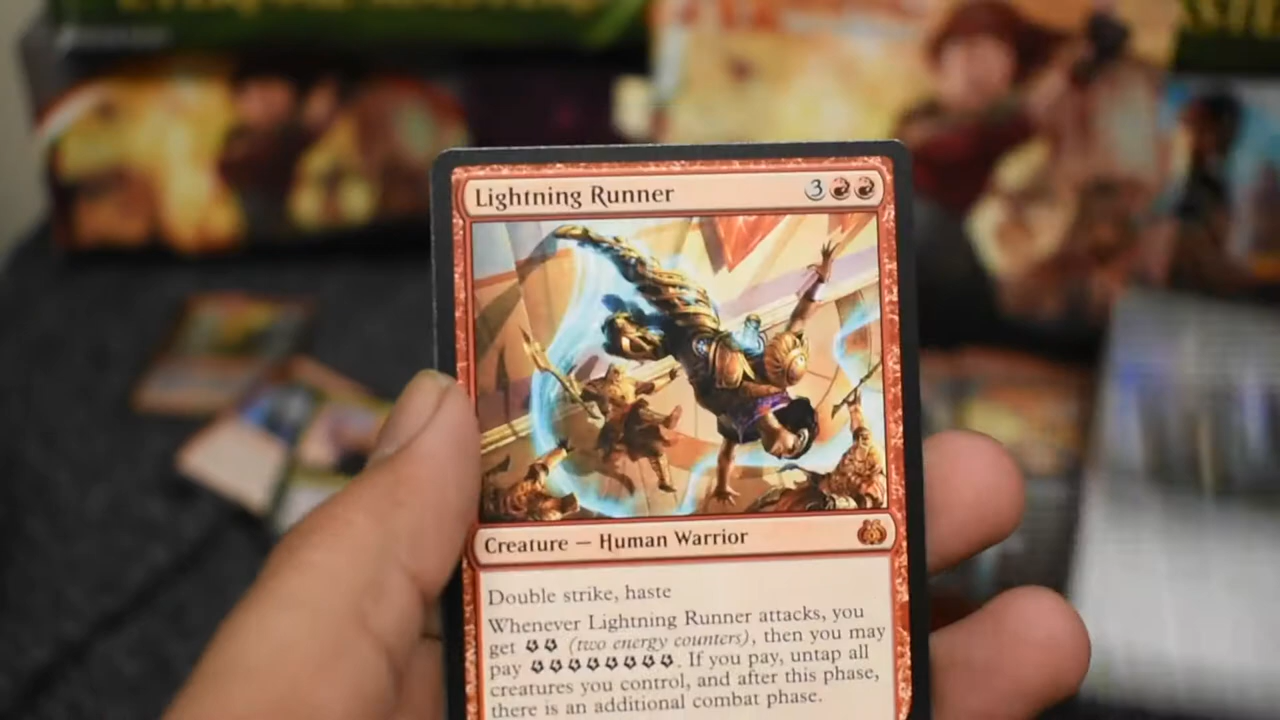 Lightning Runner 3
Creature — Human Warrior
Double strike, haste
Whenever Lightning Runner attacks, you
get (two energy counters), then you may
pay . If you pay, untap all
creatures you control, and after this phase,
there is an additional combat phase.